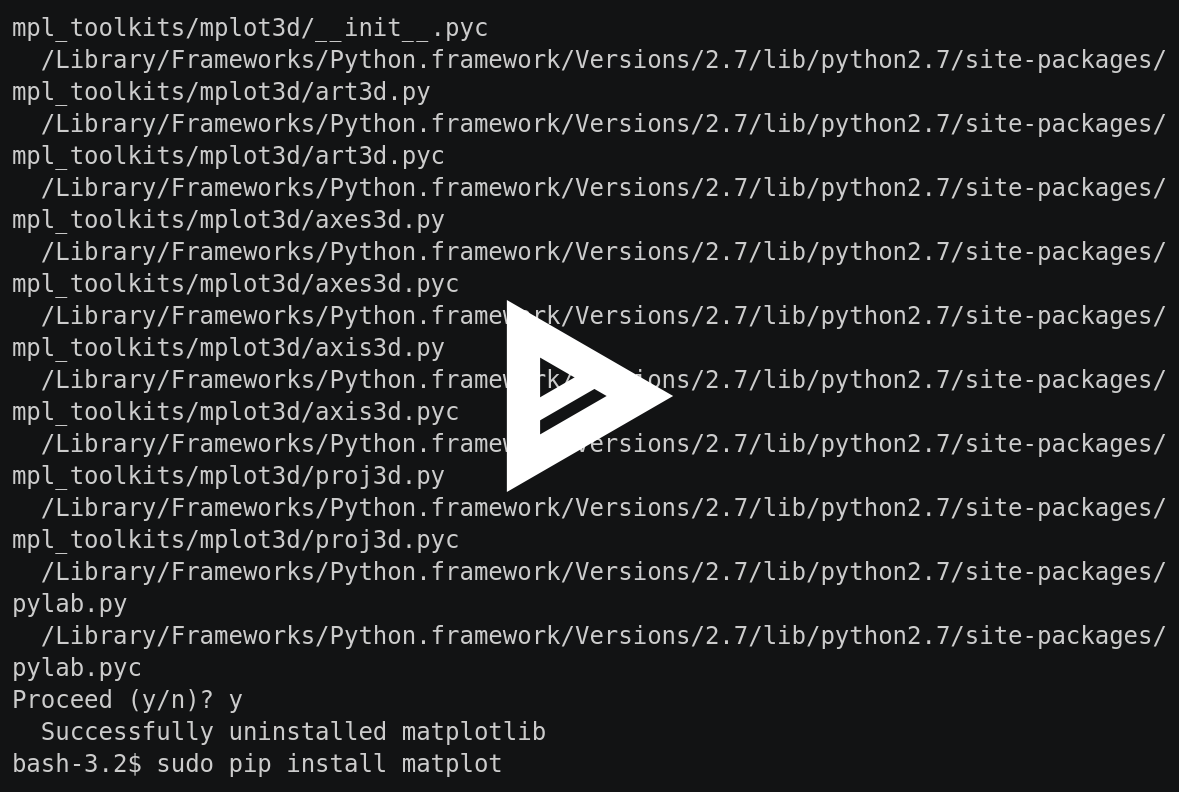 mpl_toolkits/mplot3d/__init__.pyc
/Library/Frameworks/Python.framework/Versions/2.7/lib/python2.7/site-packages/
mpl_toolkits/mplot3d/art3d.py
/Library/Frameworks/Python.framework/Versions/2.7/lib/python2.7/site-packages/
mpl_toolkits/mplot3d/art3d.pyc
/Library/Frameworks/Python.framework/Versions/2.7/lib/python2.7/site-packages/
mpl_toolkits/mplot3d/axes3d.py
/Library/Frameworks/Python.framework/Versions/2.7/lib/python2.7/site-packages/
mpl_toolkits/mplot3d/axes3d.pyc
/Library/Frameworks/Python.framework/Versions/2.7/lib/python2.7/site-packages/
mpl_toolkits/mplot3d/axis3d.py
/Library/Frameworks/Python.framework/Versions/2.7/lib/python2.7/site-packages/
mpl_toolkits/mplot3d/axis3d.pyc
/Library/Frameworks/Python.framework/Versions/2.7/lib/python2.7/site-packages/
mpl_toolkits/mplot3d/proj3d.py
/Library/Frameworks/Python.framework/Versions/2.7/lib/python2.7/site-packages/
mpl_toolkits/mplot3d/proj3d.pyc
/Library/Frameworks/Python.framework/Versions/2.7/lib/python2.7/site-packages/
pylab.py
/Library/Frameworks/Python.framework/Versions/2.7/lib/python2.7/site-packages/
pylab.pyc
Proceed (y/n)? y
Successfully uninstalled matplotlib
bash-3.2$ sudo pip install matplot